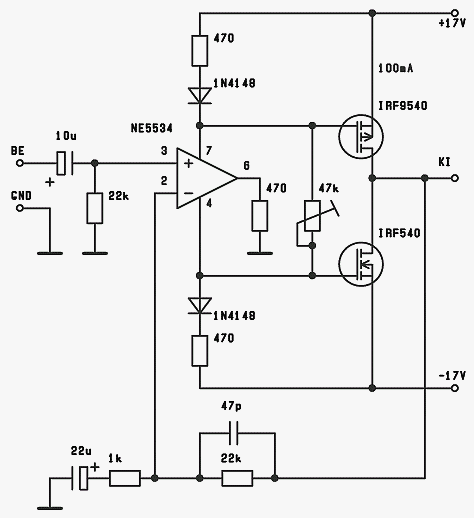 +17V
470
100mA
1N4148
IRF9540
10u
NE5534
BE
3
7
KI
+
6
2
GND
+
22k
-
4
470
47k
IRF540
1N4148
470
-17V
47p
22u
+
1k
22k